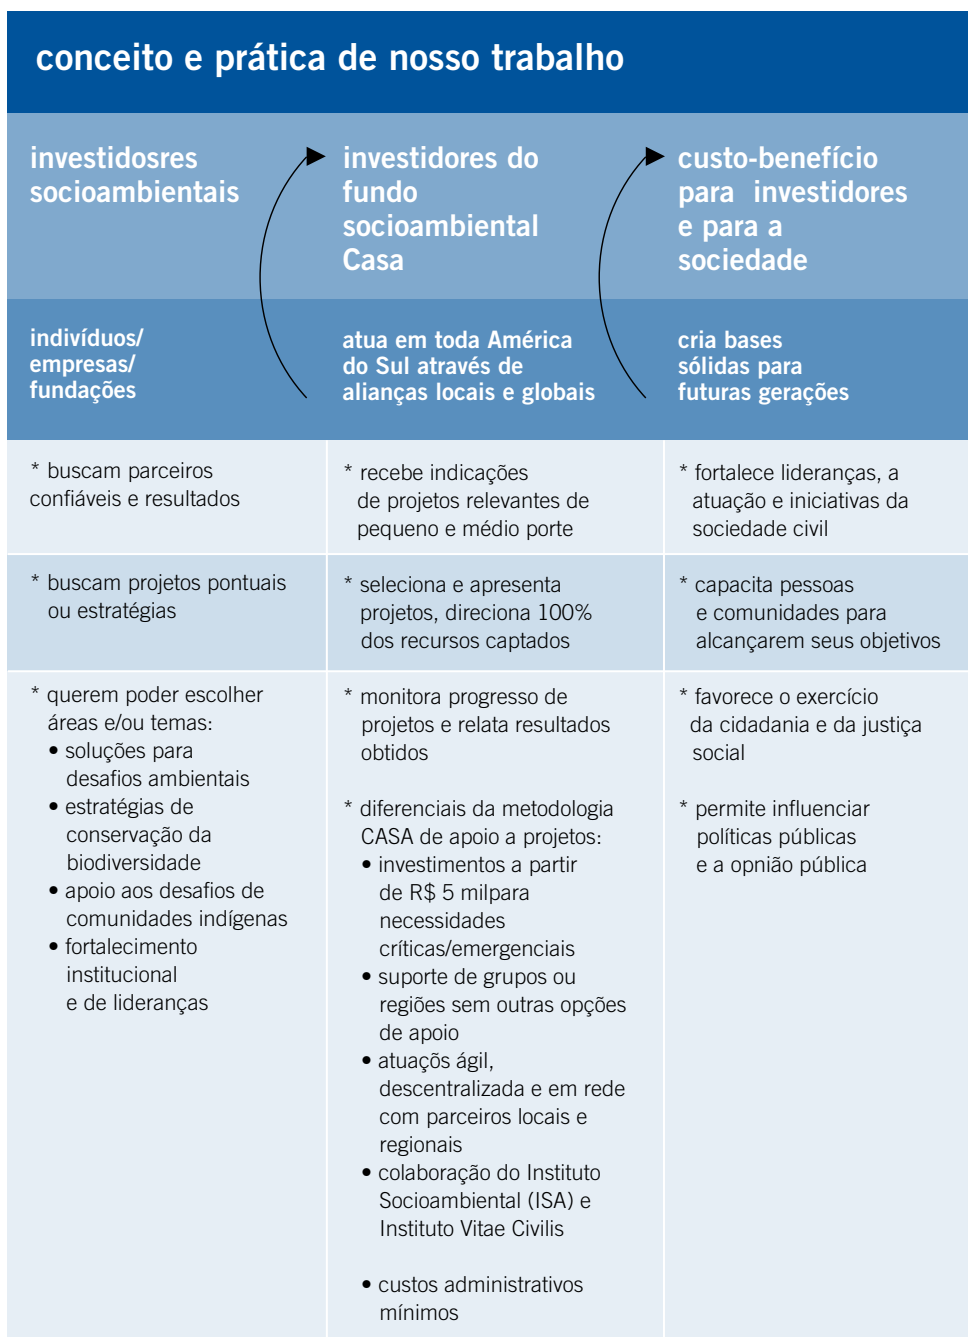 conceito e prática de nosso trabalho
investidosres
socioambientais
investidores do
fundo
socioambiental
Casa
custo-benefício
para investidores
e para a
sociedade
indivíduos/
empresas/
fundações
atua em toda América
do Sul através de
alianças locais e globais
cria bases
sólidas para
futuras gerações
* buscam parceiros
confiáveis e resultados
* recebe indicações
de projetos relevantes de
pequeno e médio porte
* fortalece lideranças, a
atuação e iniciativas da
sociedade civil
* buscam projetos pontuais
ou estratégias
* seleciona e apresenta
projetos, direciona 100%
dos recursos captados
* capacita pessoas
e comunidades para
alcançarem seus objetivos
* querem poder escolher
áreas e/ou temas:
• soluções para
desafios ambientais
• estratégias de
conservação da
biodiversidade
• apoio aos desafios de
comunidades indígenas
• fortalecimento
institucional
e de lideranças
* monitora progresso de
projetos e relata resultados
obtidos
* diferenciais da metodologia
CASA de apoio a projetos:
• investimentos a partir
de R$ 5 milpara
necessidades
críticas/emergenciais
• suporte de grupos ou
regiões sem outras opções
de apoio
• atuaçõs ágil,
descentralizada e em rede
com parceiros locais e
regionais
• colaboração do Instituto
Socioambiental (ISA) e
Instituto Vitae Civilis
• custos administrativos
mínimos
* favorece o exercício
da cidadania e da justiça
social
* permite influenciar
políticas públicas
e a opinião pública